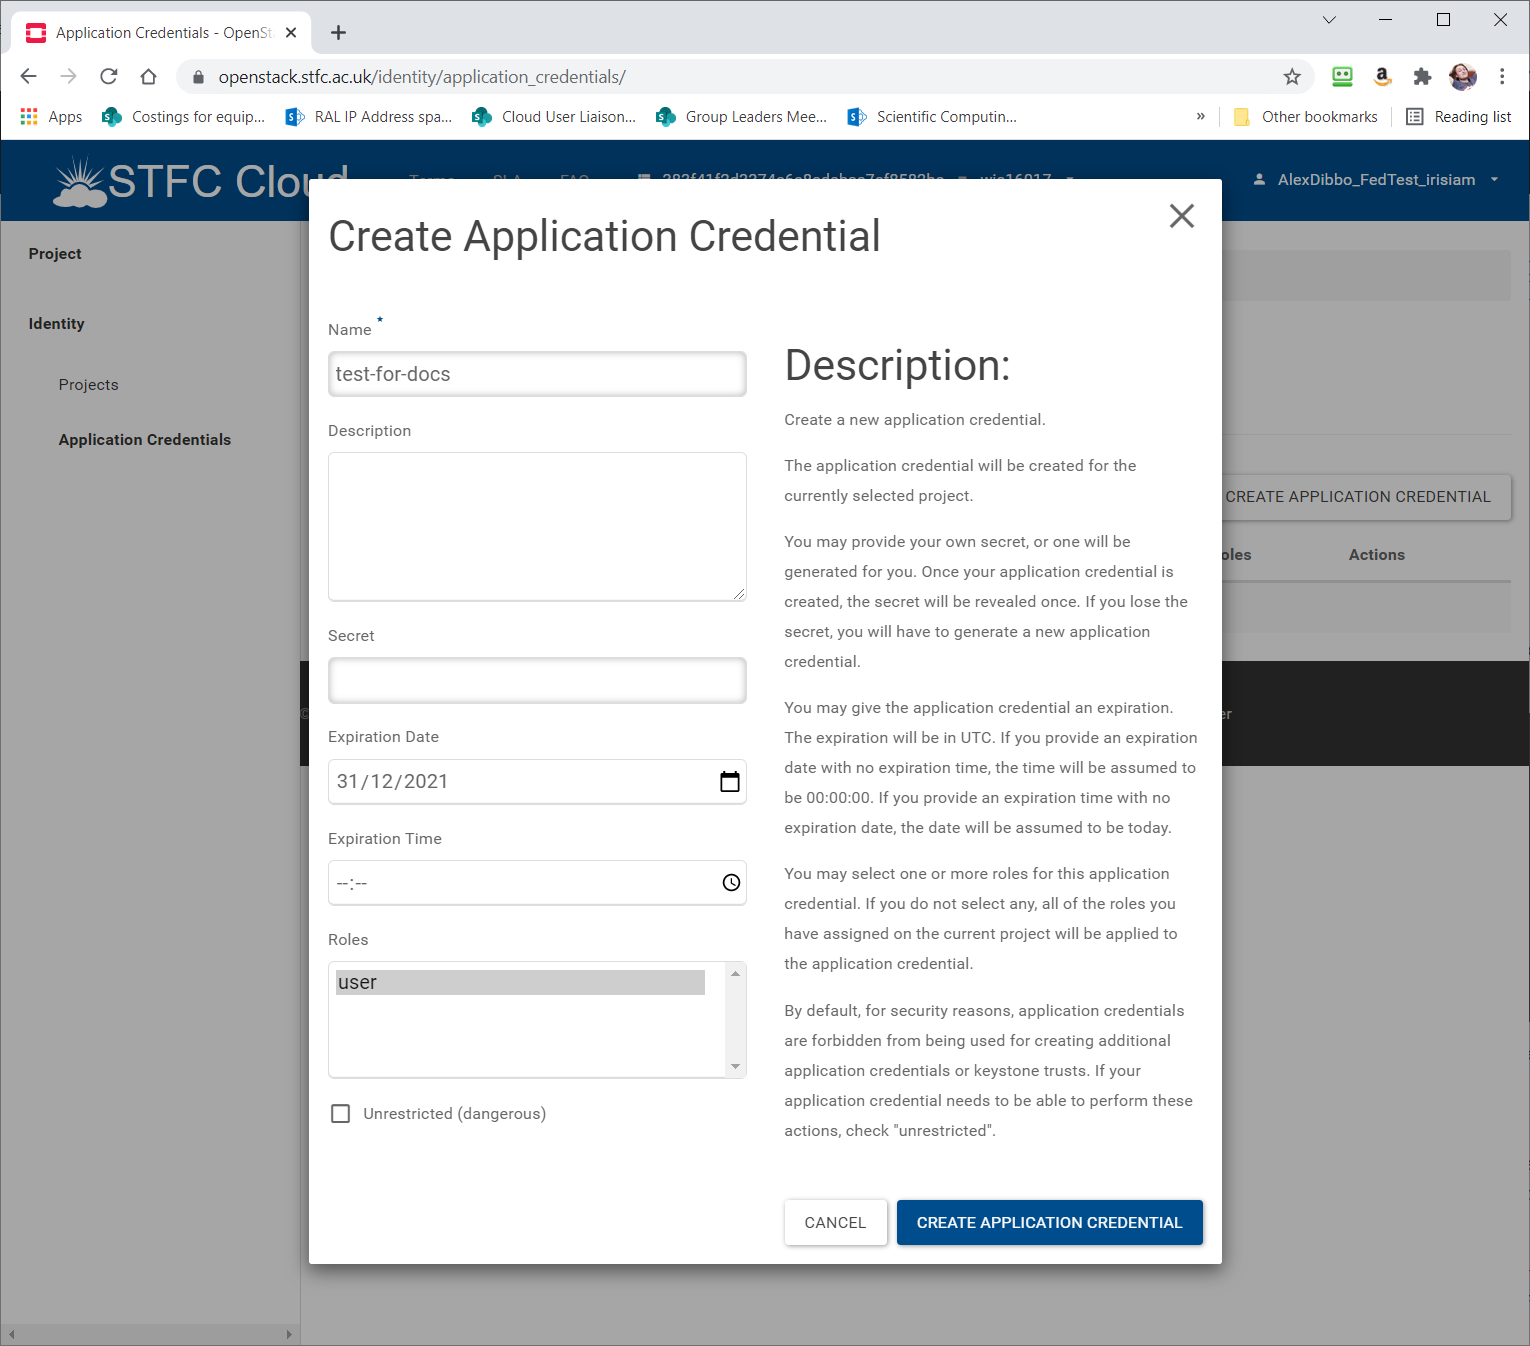 Application Credentials - OpenSt
openstack.stfc.ac.uk/identity/application_credentials/
Apps
Costings for equip...
RAL IP Address spa...
Cloud User Liaison...
Group Leaders Mee...
Scientific Computin...
»
Other bookmarks
Reading list
STFC Cloud
AlexDibbo_FedTest_irisiam
Project
Identity
Projects
Application Credentials
CREATE APPLICATION CREDENTIAL
oles
Actions
©
er
Create Application Credential
Name *
test-for-docs
Description
Secret
Expiration Date
31/12/2021
Expiration Time
--:--
Roles
user
Unrestricted (dangerous)
Description:
Create a new application credential.
The application credential will be created for the
currently selected project.
You may provide your own secret, or one will be
generated for you. Once your application credential is
created, the secret will be revealed once. If you lose the
secret, you will have to generate a new application
credential.
You may give the application credential an expiration.
The expiration will be in UTC. If you provide an expiration
date with no expiration time, the time will be assumed to
be 00:00:00. If you provide an expiration time with no
expiration date, the date will be assumed to be today.
You may select one or more roles for this application
credential. If you do not select any, all of the roles you
have assigned on the current project will be applied to
the application credential.
By default, for security reasons, application credentials
are forbidden from being used for creating additional
application credentials or keystone trusts. If your
application credential needs to be able to perform these
actions, check "unrestricted".
CANCEL
CREATE APPLICATION CREDENTIAL